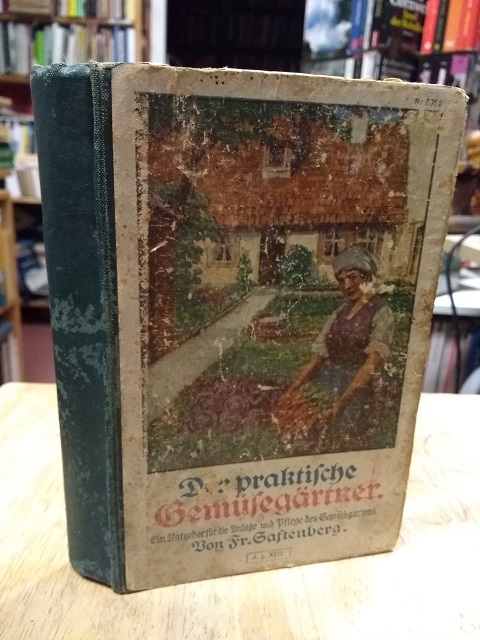 Der praktische
Gemüsegärtner.
Ein Ratgeber für die Anlage und Pflege des Gemüsegartens.
Von Fr. Saftenberg.